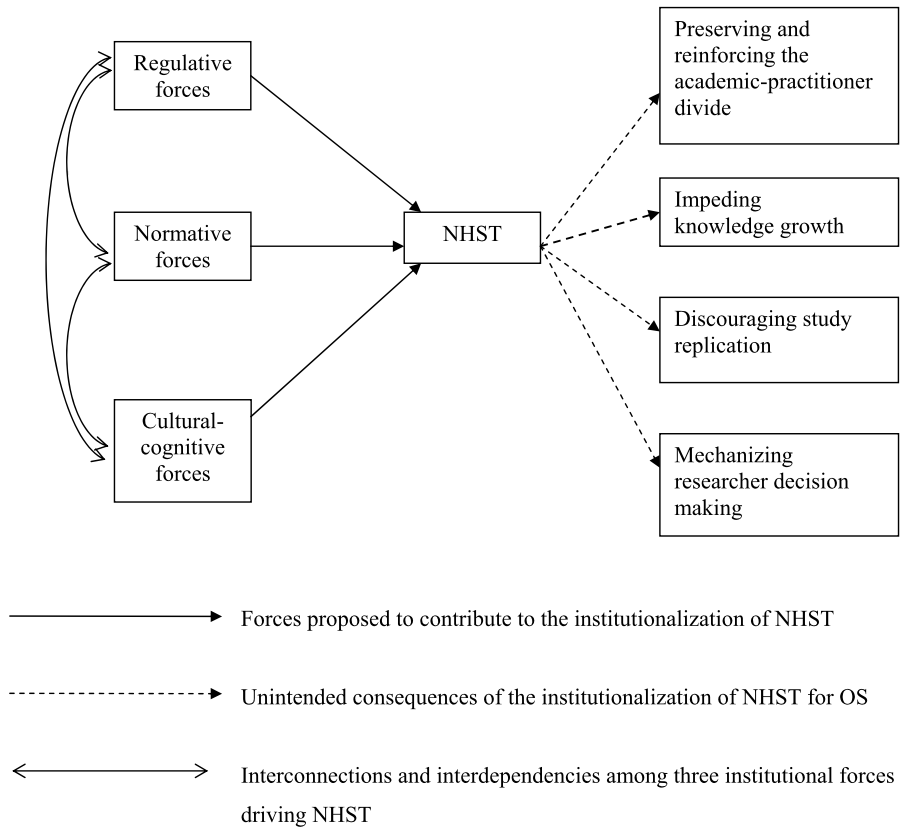 Regulative
forces
Normative
forces
Cultural-
cognitive
forces
NHST
Preserving and
reinforcing the
academic-practitioner
divide
Impeding
knowledge growth
Discouraging study
replication
Mechanizing
researcher decision
making
Forces proposed to contribute to the institutionalization of NHST
Unintended consequences of the institutionalization of NHST for OS
Interconnections and interdependencies among three institutional forces
driving NHST